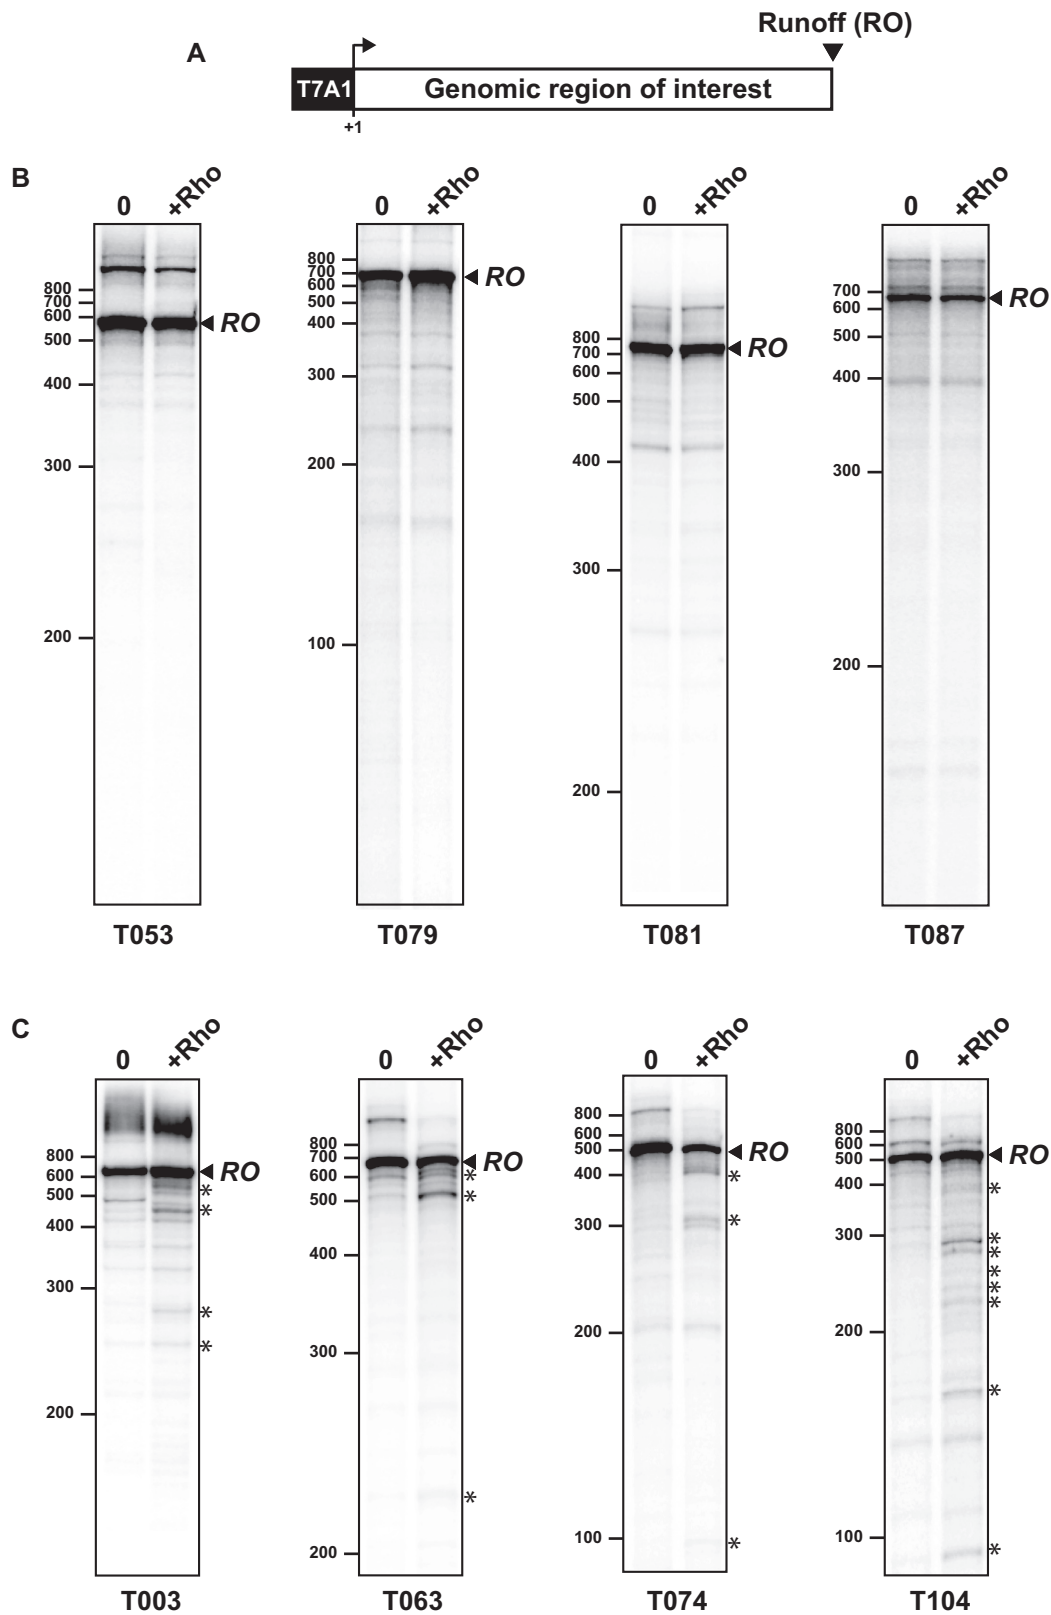 A
Runoff (RO)
T7A1
Genomic region of interest
+1
B
0 +Rho
800
700
600
500
400
300
200
RO
T053
0 +Rho
800
700
600
500
400
300
200
100
RO
T079
0 +Rho
800
700
600
500
400
300
200
RO
T081
0 +Rho
700
600
500
400
300
200
RO
T087
C
0 +Rho
800
600
500
400
300
200
RO
*
*
*
*
T003
0 +Rho
800
700
600
500
400
300
200
RO
*
*
*
T063
0 +Rho
800
600
500
400
300
200
100
RO
*
*
*
T074
0 +Rho
800
600
500
400
300
200
100
RO
*
*
*
*
*
*
*
*
T104